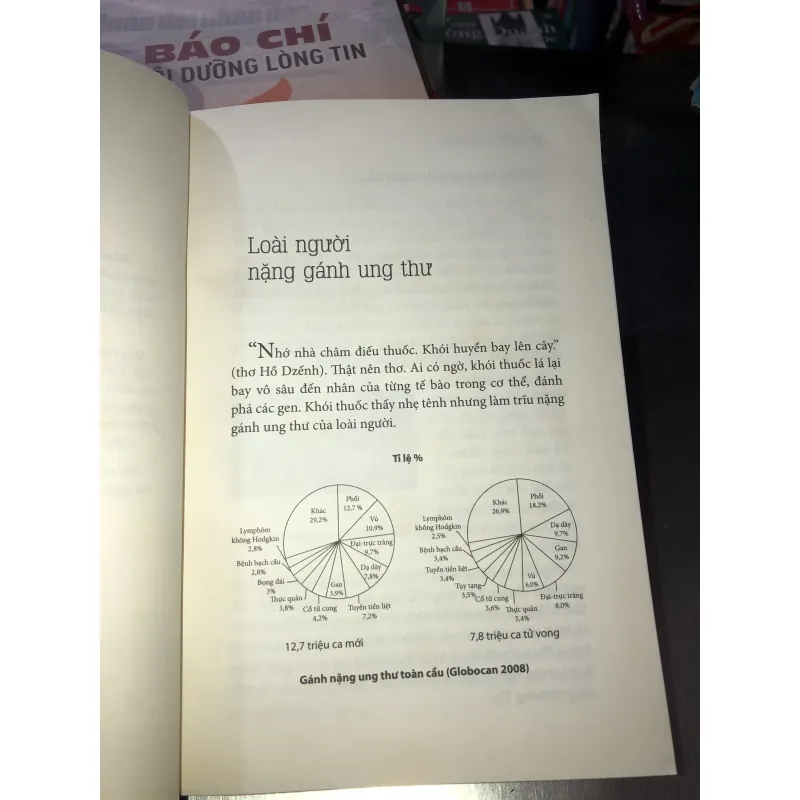 BÁO CHÍ
DƯỠNG LÒNG TIN
Loài người
nặng gánh ung thư
“Nhớ nhà châm điếu thuốc. Khói huyền bay lên cây.”
(thơ Hồ Dzếnh). Thật nên thơ. Ai có ngờ, khói thuốc lá lại
bay vô sâu đến nhân của từng tế bào trong cơ thể, đánh
phá các gen. Khói thuốc thấy nhẹ tênh nhưng làm trĩu nặng
gánh ung thư của loài người.
Tỉ lệ %
Phổi
12,7 %
Vú
10,9%
Đại-trực tràng
9,7%
Dạ dày
7,8%
Tuyến tiền liệt
7,2%
Gan
5,9%
Cổ tử cung
4,2%
Thực quản
3,8%
Bọng đái
3%
Bệnh bạch cầu
2,8%
Lymphôm
không Hodgkin
2,8%
Khác
29,2%
12,7 triệu ca mới
Phổi
18,2%
Dạ dày
9,7%
Gan
9,2%
Đại-trực tràng
8,0%
Vú
6,0%
Thực quản
5,4%
Cổ tử cung
3,6%
Tụy tạng
3,5%
Tuyến tiền liệt
3,4%
Bệnh bạch cầu
3,4%
Lymphôm
không Hodgkin
2,5%
Khác
26,9%
7,8 triệu ca tử vong
Gánh nặng ung thư toàn cầu (Globocan 2008)